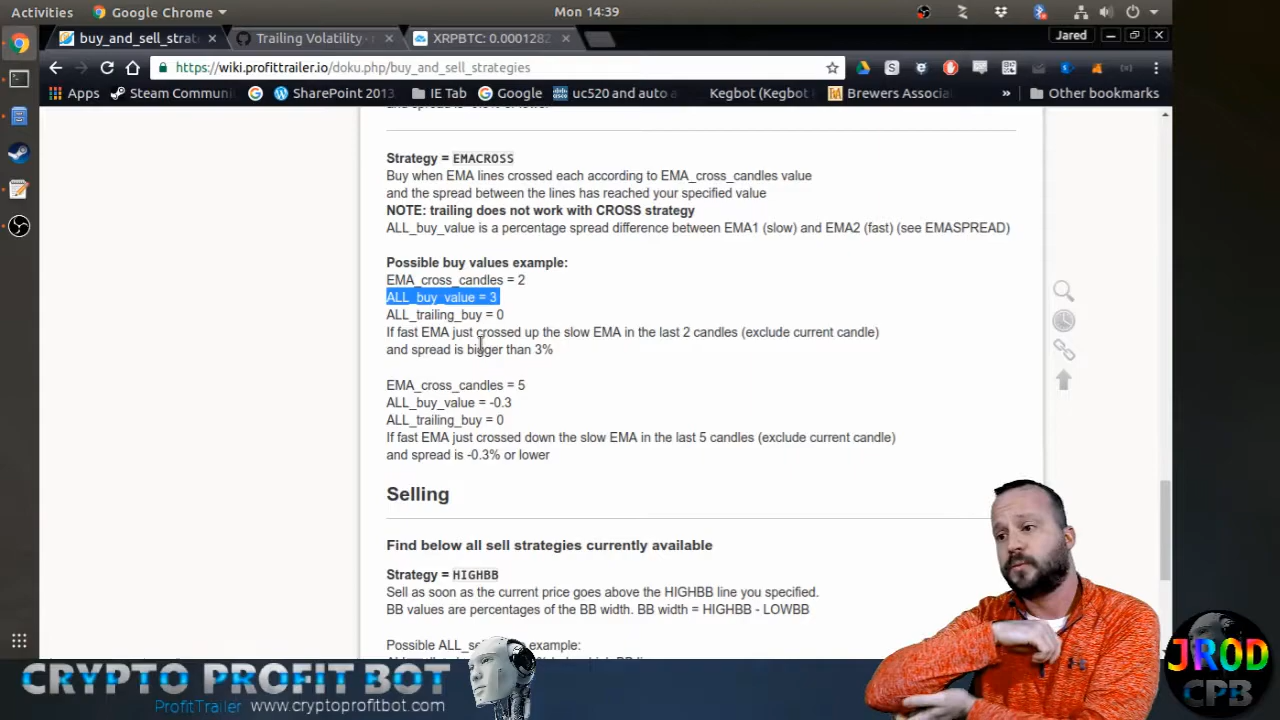 Activities
Google Chrome
Mon 14:39
buy_and_sell_strate
Trailing Volatility -
XRPBTC: 0.0001282
Jared
https://wiki.profittrailer.io/doku.php/buy_and_sell_strategies
Apps
Steam Communi
SharePoint 2013
IE Tab
Google
uc520 and auto a
Kegbot (Kegbot
Brewers Associa
»
Other bookmarks
Strategy = EMACROSS
Buy when EMA lines crossed each according to EMA_cross_candles value
and the spread between the lines has reached your specified value
NOTE: trailing does not work with CROSS strategy
ALL_buy_value is a percentage spread difference between EMA1 (slow) and EMA2 (fast) (see EMASPREAD)
Possible buy values example:
EMA_cross_candles = 2
ALL_buy_value = 3
ALL_trailing_buy = 0
If fast EMA just crossed up the slow EMA in the last 2 candles (exclude current candle)
and spread is bigger than 3%
EMA_cross_candles = 5
ALL_buy_value = -0.3
ALL_trailing_buy = 0
If fast EMA just crossed down the slow EMA in the last 5 candles (exclude current candle)
and spread is -0.3% or lower
Selling
Find below all sell strategies currently available
Strategy = HIGHBB
Sell as soon as the current price goes above the HIGHBB line you specified.
BB values are percentages of the BB width. BB width = HIGHBB - LOWBB
Possible ALL_se example:
CRYPTO PROFIT BOT
ProfitTrailer www.cryptoprofitbot.com
JROD
CPB